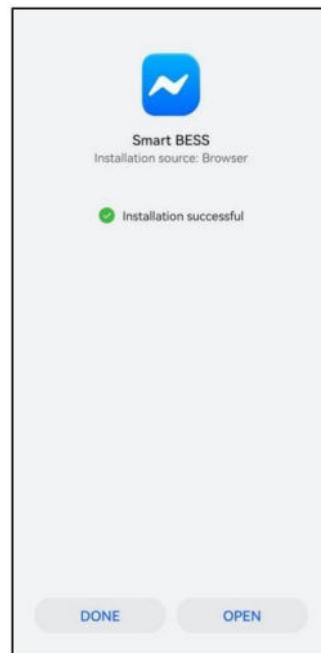 Smart BESS
Installation source: Browser
Installation successful
DONE
OPEN